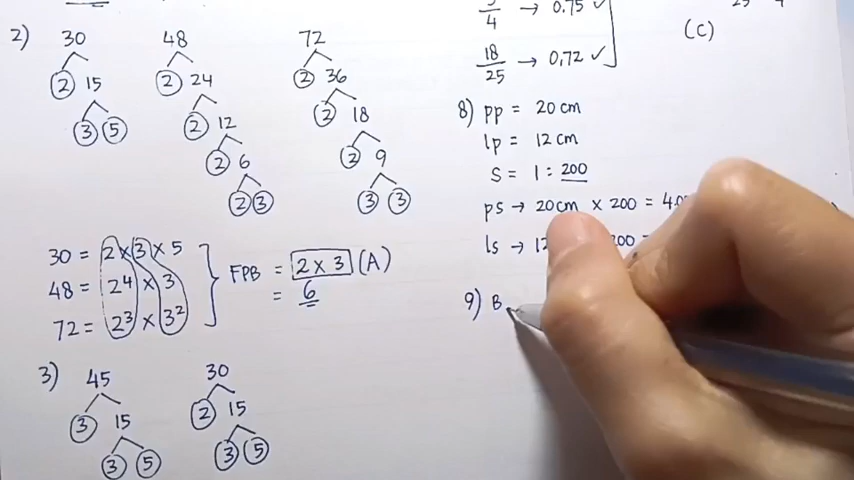 2) 30 48 72
2 15 2 24 2 36
3 5 2 12 2 18
2 6 2 9
2 3 3 3
30 = 2 x 3 x 5
48 = 2⁴ x 3
72 = 2³ x 3²
FPB = 2 x 3 (A)
= 6
3) 45 30
3 15 2 15
3 5 3 5
4 → 0.75 ✓
18/25 → 0,72 ✓
(C)
8) pp = 20 cm
lp = 12 cm
S = 1 : 200
ps → 20 cm x 200 =
ls →
9) B